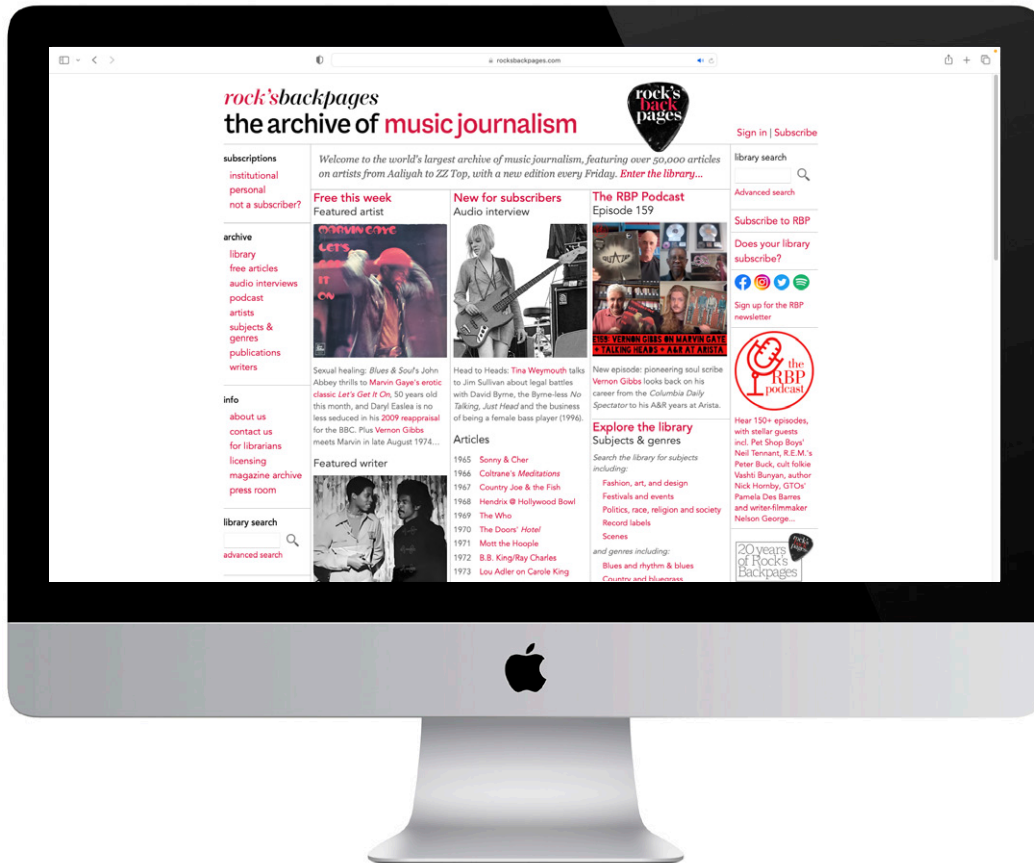 rocksbackpages.com
rock'sbackpages
the archive of music journalism
rock's
back
pages
Sign in | Subscribe
subscriptions
institutional
personal
not a subscriber?
archive
library
free articles
audio interviews
podcast
artists
subjects &
genres
publications
writers
info
about us
contact us
for librarians
licensing
magazine archive
press room
library search
advanced search
Welcome to the world's largest archive of music journalism, featuring over 50,000 articles
on artists from Aaliyah to ZZ Top, with a new edition every Friday. Enter the library...
Free this week
Featured artist
MARVIN GAYE
LET'S
GET
IT
ON
Sexual healing: Blues & Soul's John
Abbey thrills to Marvin Gaye's erotic
classic Let's Get It On, 50 years old
this month, and Daryl Easlea is no
less seduced in his 2009 reappraisal
for the BBC. Plus Vernon Gibbs
meets Marvin in late August 1974...
Featured writer
New for subscribers
Audio interview
Head to Heads: Tina Weymouth talks
to Jim Sullivan about legal battles
with David Byrne, the Byrne-less No
Talking, Just Head and the business
of being a female bass player (1996).
Articles
1965 Sonny & Cher
1966 Coltrane's Meditations
1967 Country Joe & the Fish
1968 Hendrix @ Hollywood Bowl
1969 The Who
1970 The Doors' Hotel
1971 Mott the Hoople
1972 B.B. King/Ray Charles
1973 Lou Adler on Carole King
The RBP Podcast
Episode 159
E159: VERNON GIBBS ON MARVIN GAYE
+ TALKING HEADS + A&R AT ARISTA
New episode: pioneering soul scribe
Vernon Gibbs looks back on his
career from the Columbia Daily
Spectator to his A&R years at Arista.
Explore the library
Subjects & genres
Search the library for subjects
including:
Fashion, art, and design
Festivals and events
Politics, race, religion and society
Record labels
Scenes
and genres including:
Blues and rhythm & blues
Country and bluegrass
library search
Advanced search
Subscribe to RBP
Does your library
subscribe?
Sign up for the RBP
newsletter
the
RBP
podcast
Hear 150+ episodes,
with stellar guests
incl. Pet Shop Boys'
Neil Tennant, R.E.M.'s
Peter Buck, cult folkie
Vashti Bunyan, author
Nick Hornby, GTOs'
Pamela Des Barres
and writer-filmmaker
Nelson George...
20 years
of Rock's
Backpages
rock's
back
pages